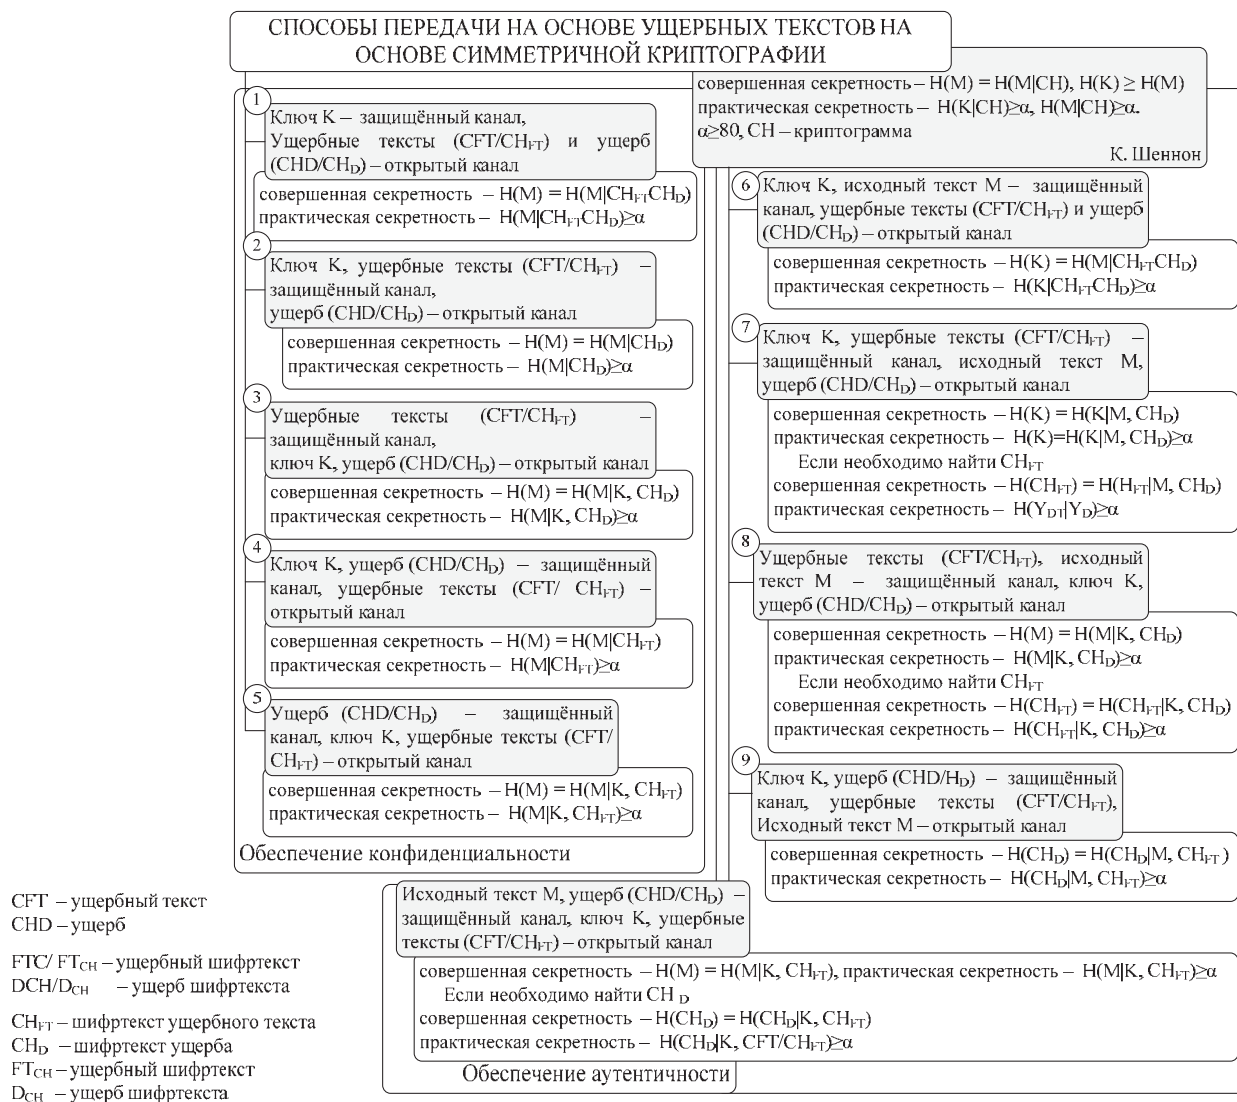 СПОСОБЫ ПЕРЕДАЧИ НА ОСНОВЕ УЩЕРБНЫХ ТЕКСТОВ НА
ОСНОВЕ СИММЕТРИЧНОЙ КРИПТОГРАФИИ
совершенная секретность – H(M) = H(M|CH), H(K) ≥ H(M)
практическая секретность – H(K|CH)≥α, H(M|CH)≥α.
α≥80, CH – криптограмма
К. Шеннон
1
Ключ K – защищённый канал,
Ущербные тексты (CFT/CH_FT) и ущерб
(CHD/CH_D) – открытый канал
совершенная секретность – H(M) = H(M|CH_FTCH_D)
практическая секретность – H(M|CH_FTCH_D)≥α
2
Ключ K, ущербные тексты (CFT/CH_FT) –
защищённый канал,
ущерб (CHD/CH_D) – открытый канал
совершенная секретность – H(M) = H(M|CH_D)
практическая секретность – H(M|CH_D)≥α
3
Ущербные тексты (CFT/CH_FT) –
защищённый канал,
ключ K, ущерб (CHD/CH_D) – открытый канал
совершенная секретность – H(M) = H(M|K, CH_D)
практическая секретность – H(M|K, CH_D)≥α
4
Ключ K, ущерб (CHD/CH_D) – защищённый
канал, ущербные тексты (CFT/ CH_FT) –
открытый канал
совершенная секретность – H(M) = H(M|CH_FT)
практическая секретность – H(M|CH_FT)≥α
5
Ущерб (CHD/CH_D) – защищённый
канал, ключ K, ущербные тексты (CFT/
CH_FT) – открытый канал
совершенная секретность – H(M) = H(M|K, CH_FT)
практическая секретность – H(M|K, CH_FT)≥α
Обеспечение конфиденциальности
6
Ключ K, исходный текст M – защищённый
канал, ущербные тексты (CFT/CH_FT) и ущерб
(CHD/CH_D) – открытый канал
совершенная секретность – H(K) = H(M|CH_FTCH_D)
практическая секретность – H(K|CH_FTCH_D)≥α
7
Ключ K, ущербные тексты (CFT/CH_FT) –
защищённый канал, исходный текст M,
ущерб (CHD/CH_D) – открытый канал
совершенная секретность – H(K) = H(K|M, CH_D)
практическая секретность – H(K)=H(K|M, CH_D)≥α
Если необходимо найти CH_FT
совершенная секретность – H(CH_FT) = H(H_FT|M, CH_D)
практическая секретность – H(Y_DT|Y_D)≥α
8
Ущербные тексты (CFT/CH_FT), исходный
текст M – защищённый канал, ключ K,
ущерб (CHD/CH_D) – открытый канал
совершенная секретность – H(M) = H(M|K, CH_D)
практическая секретность – H(M|K, CH_D)≥α
Если необходимо найти CH_FT
совершенная секретность – H(CH_FT) = H(CH_FT|K, CH_D)
практическая секретность – H(CH_FT|K, CH_D)≥α
9
Ключ K, ущерб (CHD/H_D) – защищённый
канал, ущербные тексты (CFT/CH_FT),
Исходный текст M – открытый канал
совершенная секретность – H(CH_D) = H(CH_D|M, CH_FT)
практическая секретность – H(CH_D|M, CH_FT)≥α
Исходный текст M, ущерб (CHD/CH_D) –
защищённый канал, ключ K, ущербные
тексты (CFT/CH_FT) – открытый канал
совершенная секретность – H(M) = H(M|K, CH_FT), практическая секретность – H(M|K, CH_FT)≥α
Если необходимо найти CH_D
совершенная секретность – H(CH_D) = H(CH_D|K, CH_FT)
практическая секретность – H(CH_D|K, CFT/CH_FT)≥α
Обеспечение аутентичности
CFT – ущербный текст
CHD – ущерб
FTC/ FT_CH – ущербный шифртекст
DCH/D_CH – ущерб шифртекста
CH_FT – шифртекст ущербного текста
CH_D – шифртекст ущерба
FT_CH – ущербный шифртекст
D_CH – ущерб шифртекста